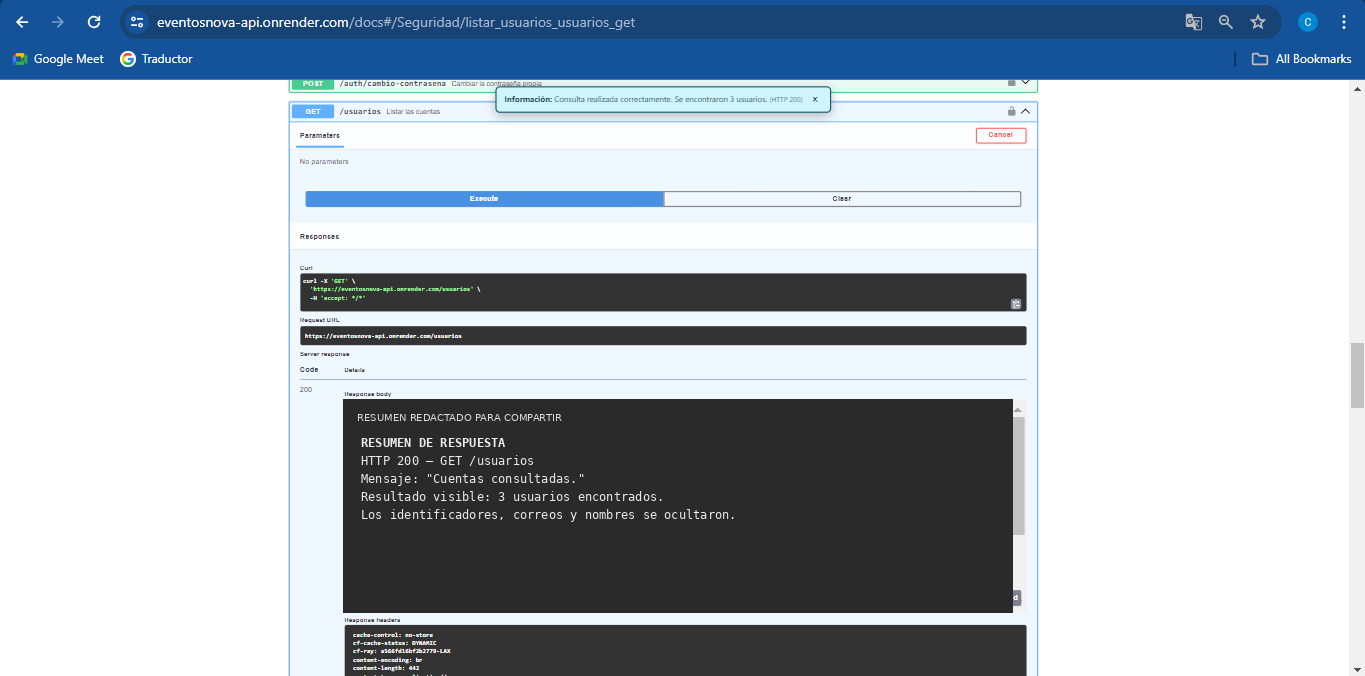 eventosnova-api.onrender.com/docs#/Seguridad/listar_usuarios_usuarios_get
C
Google Meet
Traductor
All Bookmarks
POST /auth/cambio-contrasena Cambiar la contraseña propia
Información: Consulta realizada correctamente. Se encontraron 3 usuarios. (HTTP 200) ×
GET /usuarios Listar las cuentas
Parameters
Cancel
No parameters
Execute
Clear
Responses
Curl
curl -X 'GET' \
'https://eventosnova-api.onrender.com/usuarios' \
-H 'accept: */*'
Request URL
https://eventosnova-api.onrender.com/usuarios
Server response
Code Details
200
Response body
RESUMEN REDACTADO PARA COMPARTIR
RESUMEN DE RESPUESTA
HTTP 200 — GET /usuarios
Mensaje: "Cuentas consultadas."
Resultado visible: 3 usuarios encontrados.
Los identificadores, correos y nombres se ocultaron.
d
Response headers
cache-control: no-store
cf-cache-status: DYNAMIC
cf-ray: a566fd16bf2b2779-LAX
content-encoding: br
content-length: 442